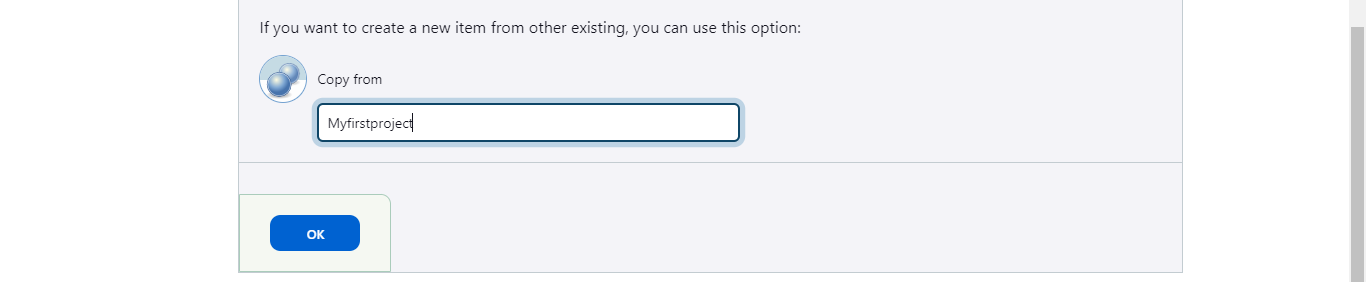 If you want to create a new item from other existing, you can use this option:
Copy from
Myfirstproject
OK